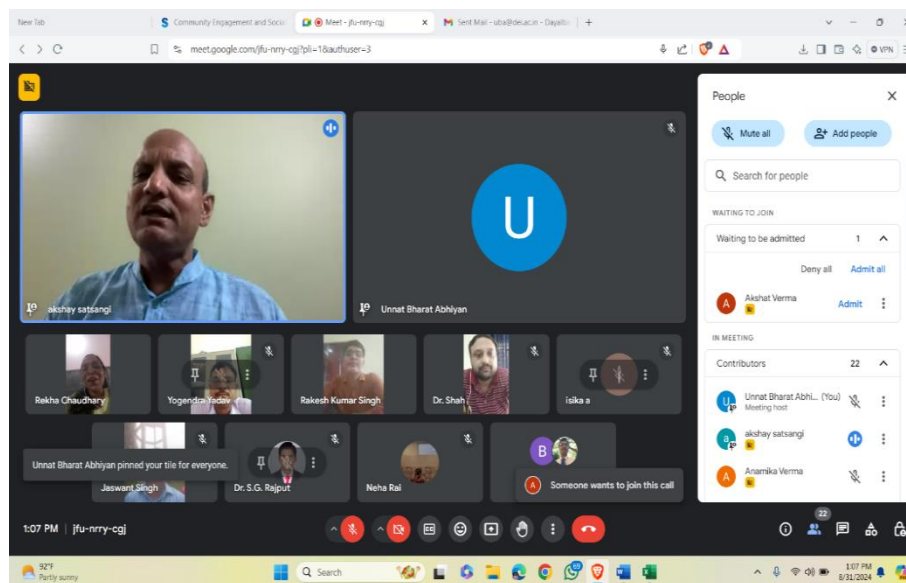 New Tab
Community Engagement and Social
Meet - jfu-nrry-cgj
Sent Mail - uba@dei.ac.in - Dayalb
meet.google.com/jfu-nrry-cgj?pli=1&authuser=3
VPN
People
Mute all
Add people
Search for people
WAITING TO JOIN
Waiting to be admitted 1
Deny all Admit all
A Akshat Verma Admit
IN MEETING
Contributors 22
U Unnat Bharat Abhi... (You)
Meeting host
a akshay satsangi
A Anamika Verma
U
akshay satsangi
Unnat Bharat Abhiyan
Rekha Chaudhary
Yogendra Yadav
Rakesh Kumar Singh
Dr. Shah
isika a
Unnat Bharat Abhiyan pinned your tile for everyone.
Jaswant Singh
Dr. S.G. Rajput
Neha Rai
B
A Someone wants to join this call
1:07 PM | jfu-nrry-cgj
22
92°F
Partly sunny
Search
69
1:07 PM
8/31/2024